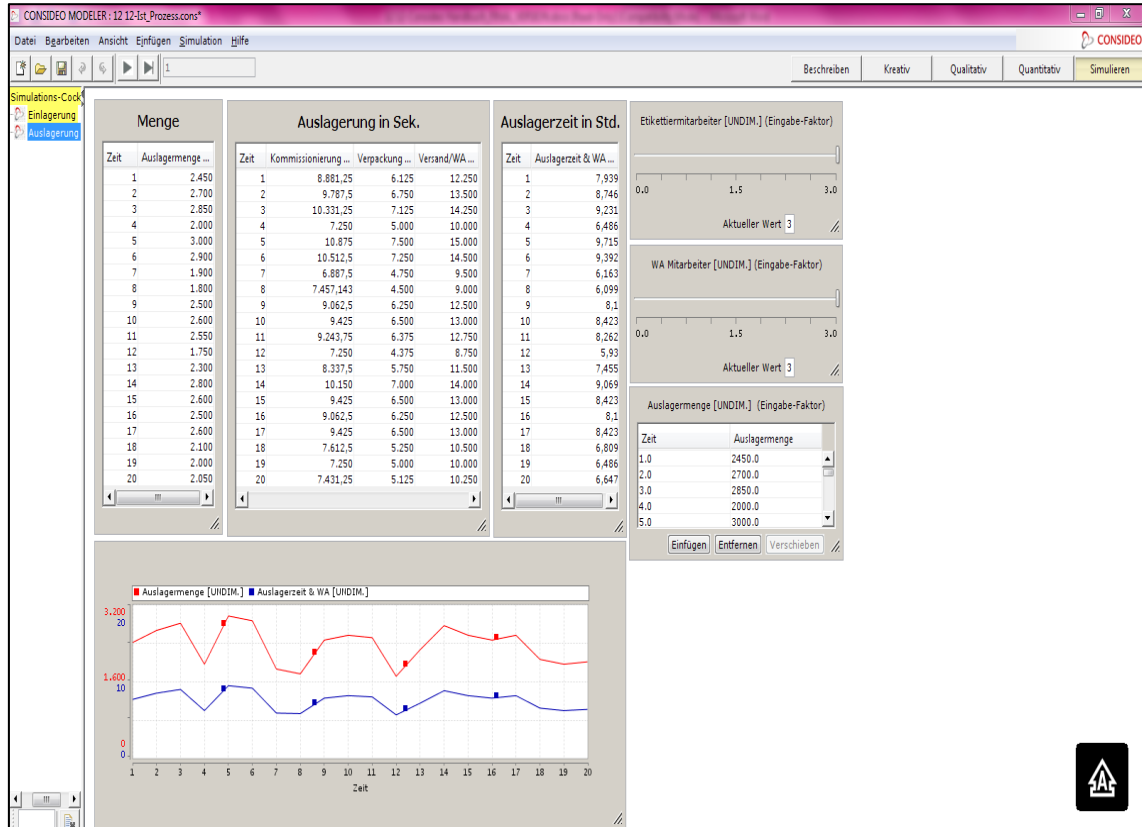 CONSIDEO MODELER : 12 12-Ist_Prozess.cons*
Datei Bearbeiten Ansicht Einfügen Simulation Hilfe
CONSIDEO
1
Beschreiben Kreativ Qualitativ Quantitativ Simulieren
Simulations-Cock
Einlagerung
Auslagerung
Menge
Zeit Auslagermenge ...
1 2.450
2 2.700
3 2.850
4 2.000
5 3.000
6 2.900
7 1.900
8 1.800
9 2.500
10 2.600
11 2.550
12 1.750
13 2.300
14 2.800
15 2.600
16 2.500
17 2.600
18 2.100
19 2.000
20 2.050
Auslagerung in Sek.
Zeit Kommissionierung ... Verpackung ... Versand/WA ...
1 8.881,25 6.125 12.250
2 9.787,5 6.750 13.500
3 10.331,25 7.125 14.250
4 7.250 5.000 10.000
5 10.875 7.500 15.000
6 10.512,5 7.250 14.500
7 6.887,5 4.750 9.500
8 7.457,143 4.500 9.000
9 9.062,5 6.250 12.500
10 9.425 6.500 13.000
11 9.243,75 6.375 12.750
12 7.250 4.375 8.750
13 8.337,5 5.750 11.500
14 10.150 7.000 14.000
15 9.425 6.500 13.000
16 9.062,5 6.250 12.500
17 9.425 6.500 13.000
18 7.612,5 5.250 10.500
19 7.250 5.000 10.000
20 7.431,25 5.125 10.250
Auslagerzeit in Std.
Zeit Auslagerzeit & WA ...
1 7,939
2 8,746
3 9,231
4 6,486
5 9,715
6 9,392
7 6,163
8 6,099
9 8,1
10 8,423
11 8,262
12 5,93
13 7,455
14 9,069
15 8,423
16 8,1
17 8,423
18 6,809
19 6,486
20 6,647
Etikettiermitarbeiter [UNDIM.] (Eingabe-Faktor)
0.0 1.5 3.0
Aktueller Wert 3
WA Mitarbeiter [UNDIM.] (Eingabe-Faktor)
0.0 1.5 3.0
Aktueller Wert 3
Auslagermenge [UNDIM.] (Eingabe-Faktor)
Zeit Auslagermenge
1.0 2450.0
2.0 2700.0
3.0 2850.0
4.0 2000.0
5.0 3000.0
Einfügen Entfernen Verschieben
Auslagermenge [UNDIM.] Auslagerzeit & WA [UNDIM.]
3.200
20
1.600
10
0
0
1 2 3 4 5 6 7 8 9 10 11 12 13 14 15 16 17 18 19 20
Zeit
A